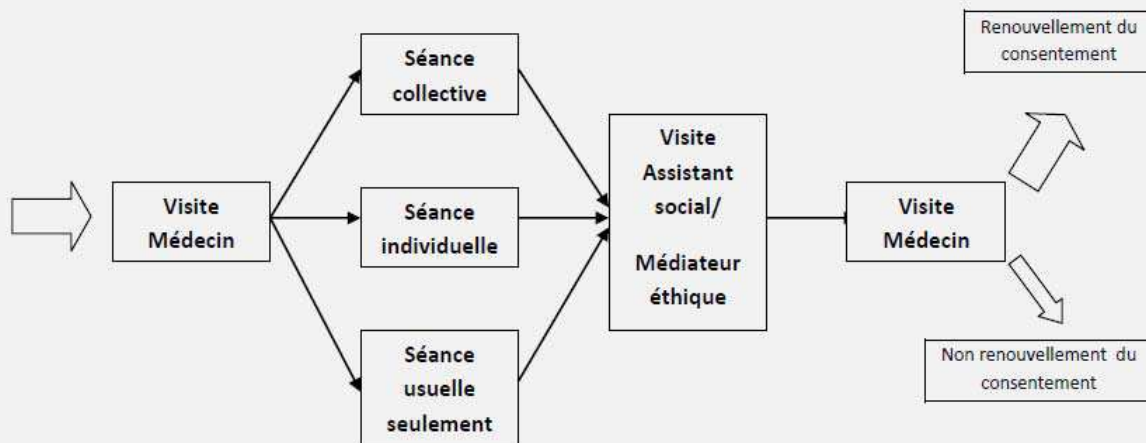 Visite
Médecin
Séance
collective
Séance
individuelle
Séance
usuelle
seulement
Visite
Assistant
social/
Médiateur
éthique
Visite
Médecin
Renouvellement du
consentement
Non renouvellement du
consentement